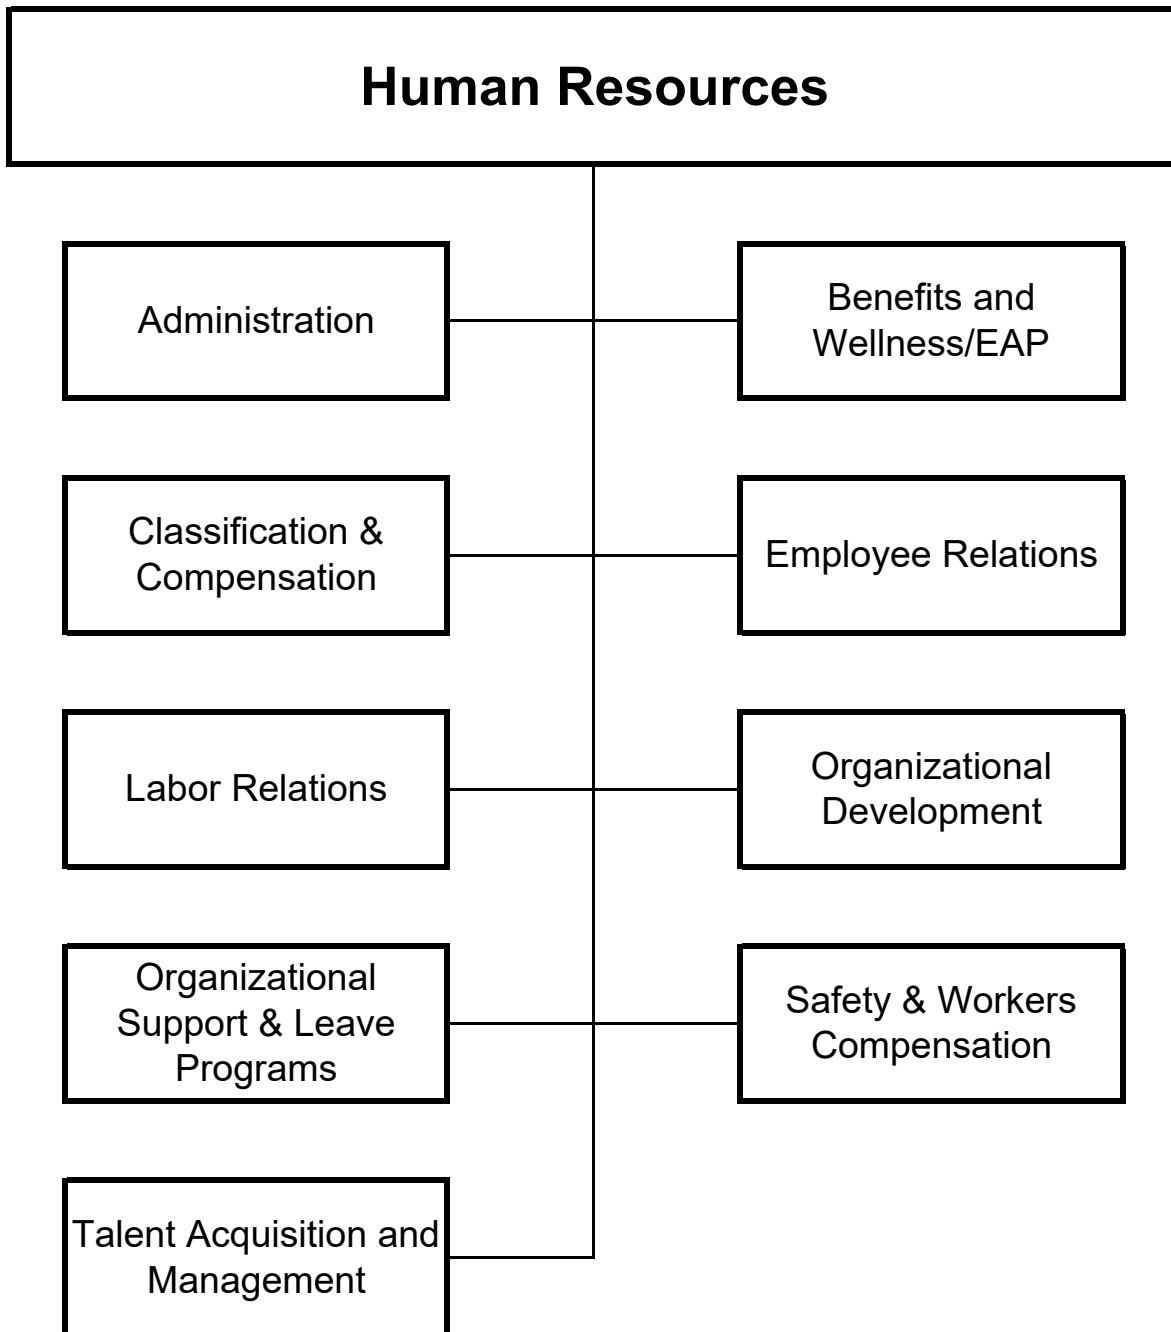 Human Resources
Administration
Benefits and
Wellness/EAP
Classification &
Compensation
Employee Relations
Labor Relations
Organizational
Development
Organizational
Support & Leave
Programs
Safety & Workers
Compensation
Talent Acquisition and
Management